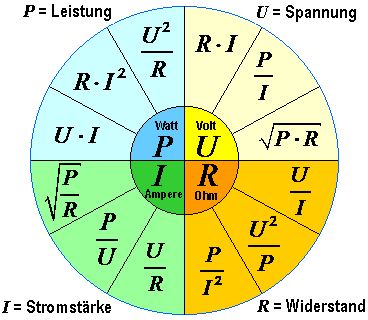 P = Leistung
U = Spannung
U²/R
R · I
R · I²
P/I
U · I
√(P · R)
Watt
Volt
P
U
I
R
Ampere
Ohm
√(P/R)
U/I
P/U
U²/P
U/R
P/I²
I = Stromstärke
R = Widerstand